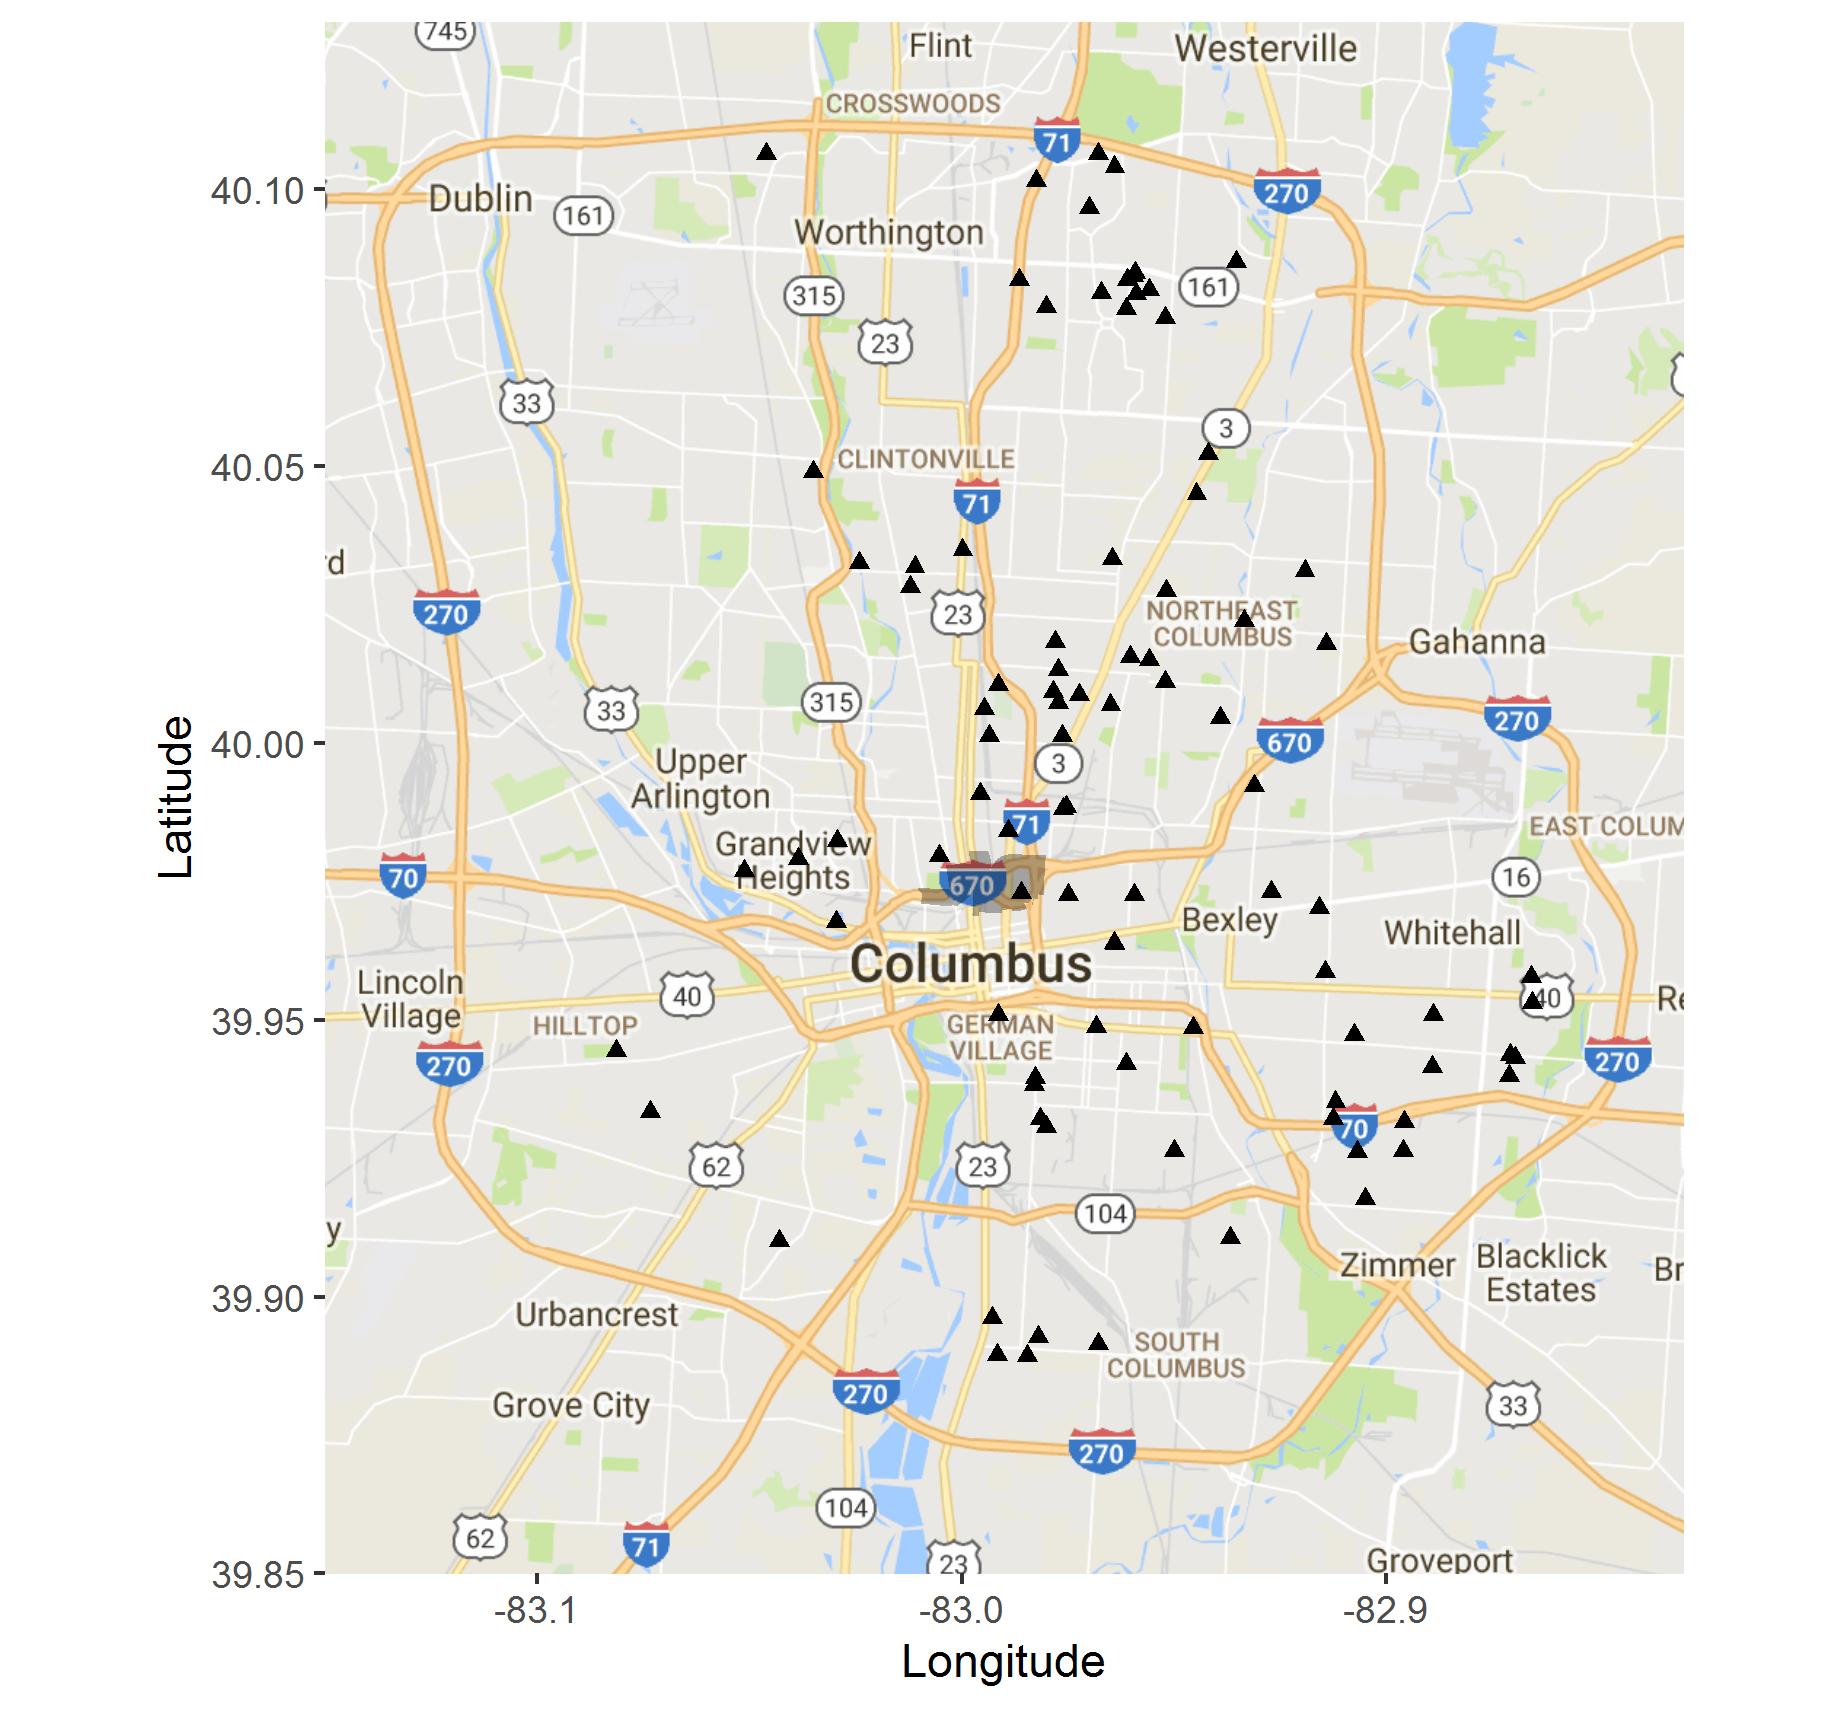 745
Flint
Westerville
CROSSWOODS
71
40.10
Dublin
161
270
Worthington
315
161
23
33
3
40.05
CLINTONVILLE
71
d
270
23
NORTHEAST
COLUMBUS
Gahanna
33
315
270
670
40.00
3
Upper
Arlington
71
EAST COLUM
Grandview
Heights
70
670
16
Bexley
Whitehall
Columbus
Lincoln
Village
40
40
Re
39.95
HILLTOP
GERMAN
VILLAGE
270
270
70
62
23
104
y
Zimmer
Blacklick
Estates
Br
39.90
Urbancrest
SOUTH
COLUMBUS
270
Grove City
33
270
104
62
71
23
Groveport
39.85
-83.1
-83.0
-82.9
Latitude
Longitude